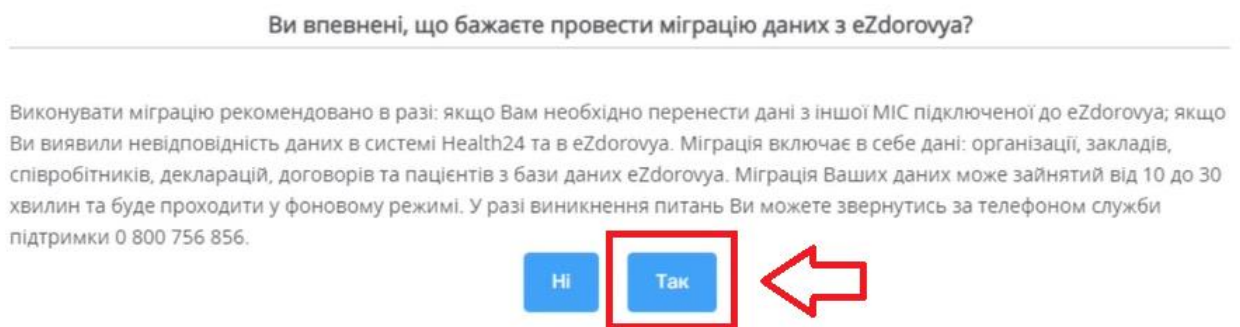 Ви впевнені, що бажаєте провести міграцію даних з eZdorovya?
Виконувати міграцію рекомендовано в разі: якщо Вам необхідно перенести дані з іншої МІС підключеної до eZdorovya; якщо
Ви виявили невідповідність даних в системі Health24 та в eZdorovya. Міграція включає в себе дані: організації, закладів,
співробітників, декларацій, договорів та пацієнтів з бази даних eZdorovya. Міграція Ваших даних може зайнятий від 10 до 30
хвилин та буде проходити у фоновому режимі. У разі виникнення питань Ви можете звернутись за телефоном служби
підтримки 0 800 756 856.
Ні Так